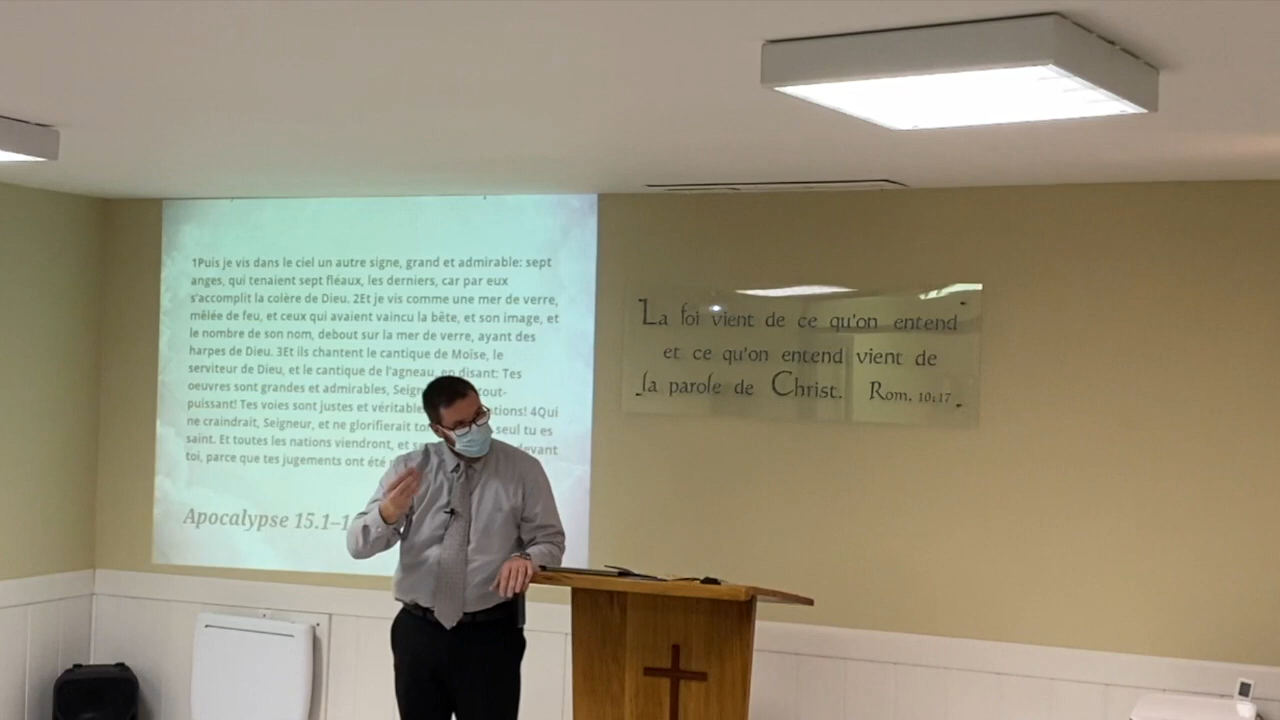 1Puis je vis dans le ciel un autre signe, grand et admirable: sept
anges, qui tenaient sept fléaux, les derniers, car par eux
s'accomplit la colère de Dieu. 2Et je vis comme une mer de verre,
mêlée de feu, et ceux qui avaient vaincu la bête, et son image, et
le nombre de son nom, debout sur la mer de verre, ayant des
harpes de Dieu. 3Et ils chantent le cantique de Moïse, le
serviteur de Dieu, et le cantique de l'agneau, en disant: Tes
oeuvres sont grandes et admirables, tout-
puissant! Tes voies sont justes et 4Qui
ne craindrait, Seigneur, et ne glorifierait seul tu es
saint. Et toutes les nations viendront, et
toi, parce que tes jugements ont été
Apocalypse 15.1–
La foi vient de ce qu'on entend
et ce qu'on entend vient de
la parole de Christ. Rom. 10:17